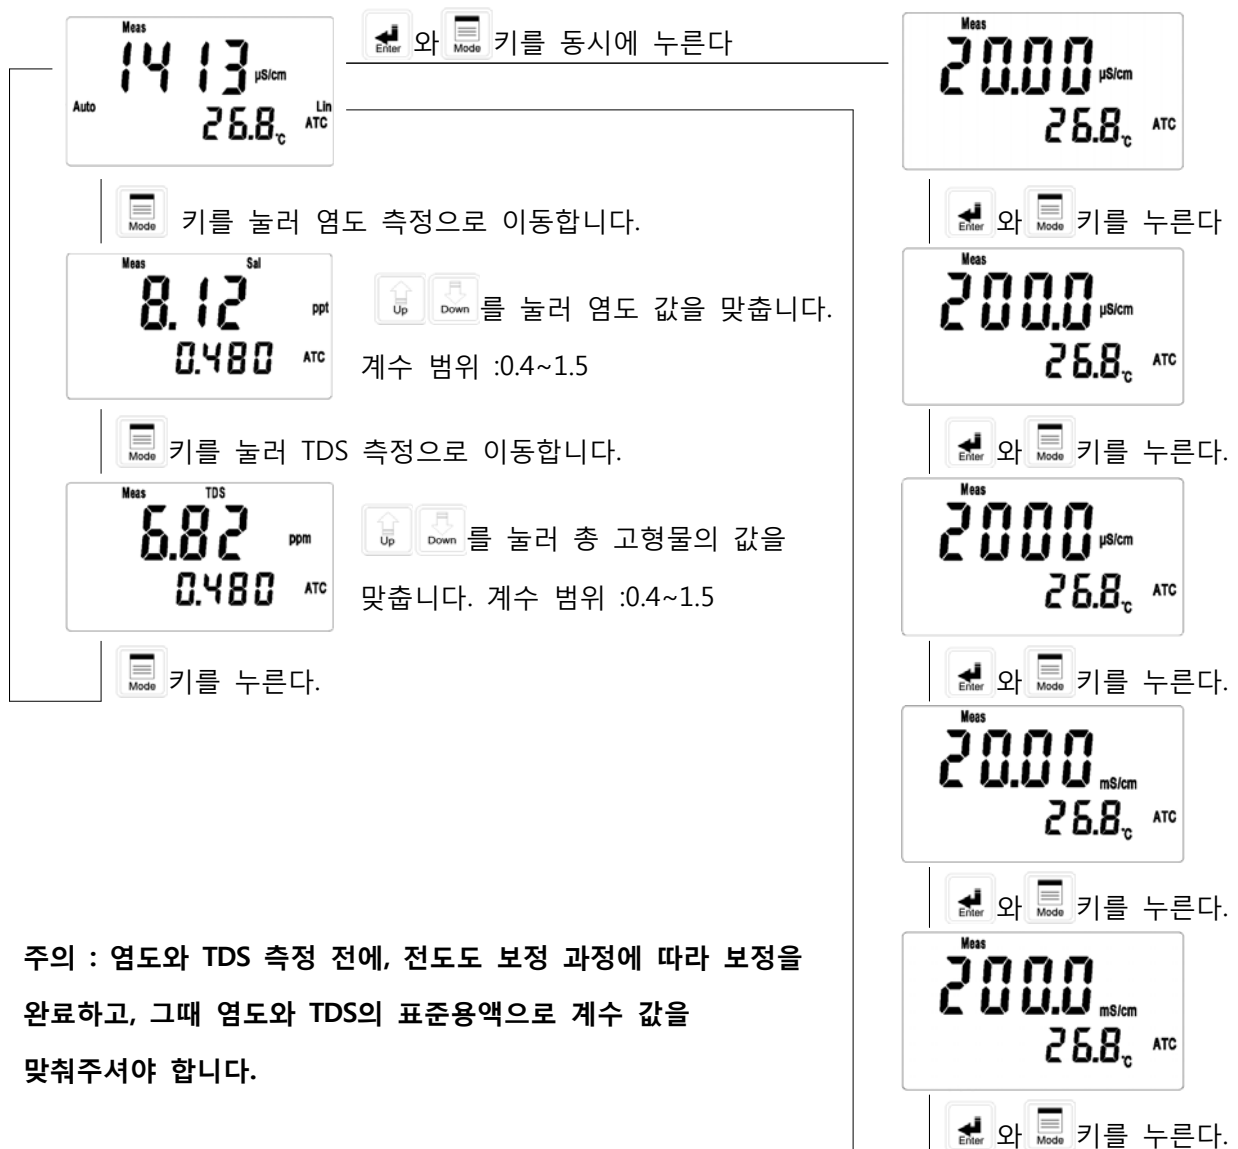 Meas
1413 µS/cm
Auto
26.8 ℃ Lin ATC
Enter 와 Mode 키를 동시에 누른다
Mode 키를 눌러 염도 측정으로 이동합니다.
Meas Sal
8.12 ppt
0.480 ATC
Up Down 를 눌러 염도 값을 맞춥니다.
계수 범위 :0.4~1.5
Mode 키를 눌러 TDS 측정으로 이동합니다.
Meas TDS
6.82 ppm
0.480 ATC
Up Down 를 눌러 총 고형물의 값을
맞춥니다. 계수 범위 :0.4~1.5
Mode 키를 누른다.
주의 : 염도와 TDS 측정 전에, 전도도 보정 과정에 따라 보정을
완료하고, 그때 염도와 TDS의 표준용액으로 계수 값을
맞춰주셔야 합니다.
Meas
20.00 µS/cm
26.8 ℃ ATC
Enter 와 Mode 키를 누른다
Meas
200.0 µS/cm
26.8 ℃ ATC
Enter 와 Mode 키를 누른다.
Meas
2000 µS/cm
26.8 ℃ ATC
Enter 와 Mode 키를 누른다.
Meas
20.00 mS/cm
26.8 ℃ ATC
Enter 와 Mode 키를 누른다.
Meas
200.0 mS/cm
26.8 ℃ ATC
Enter 와 Mode 키를 누른다.